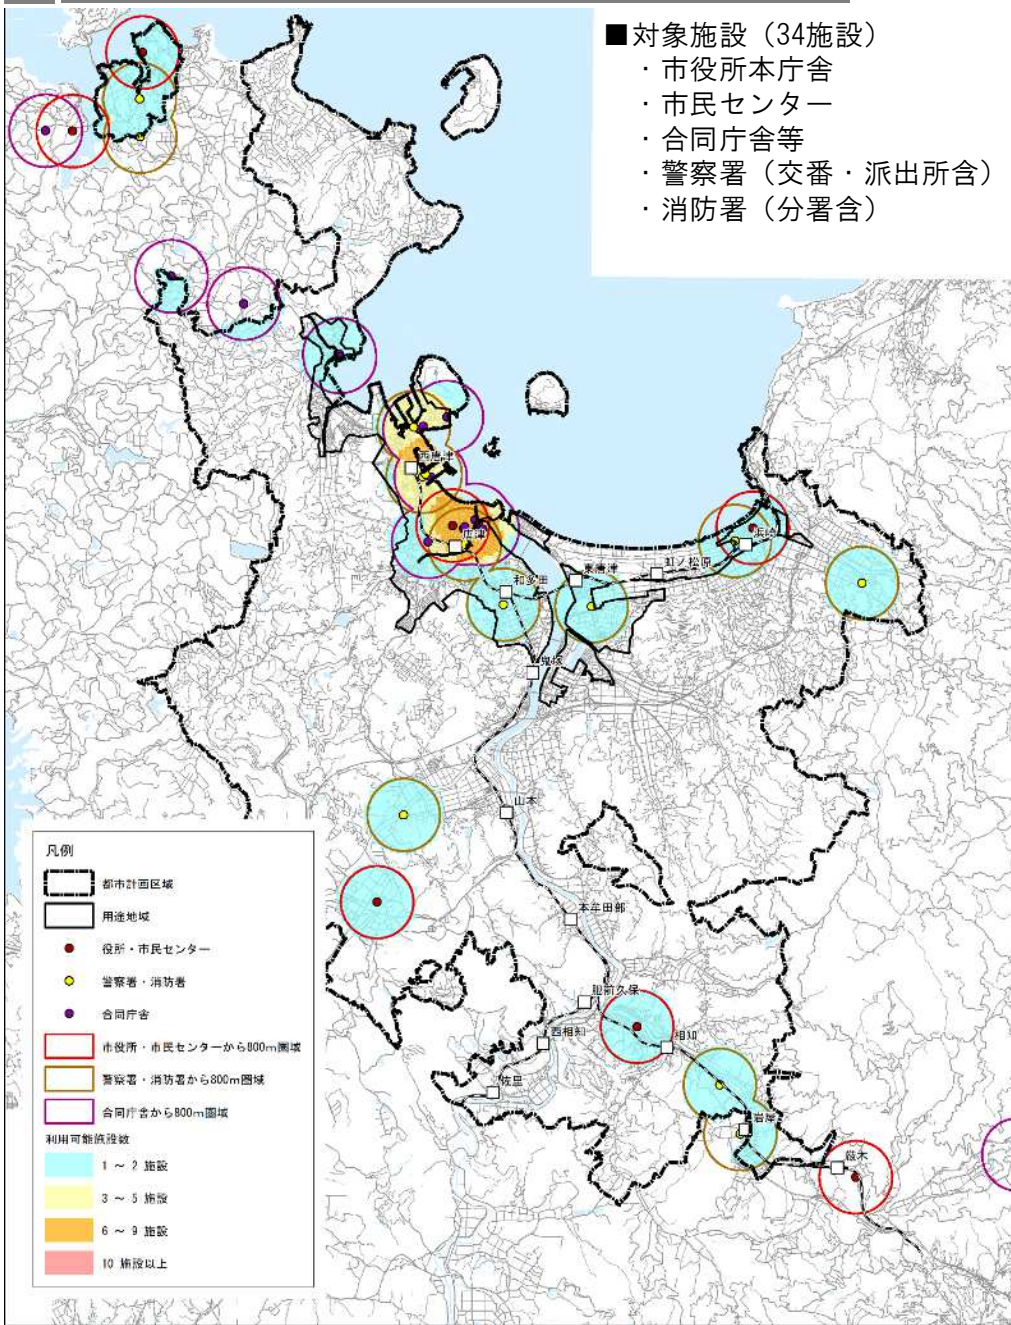 ■対象施設（34施設）
・市役所本庁舎
・市民センター
・合同庁舎等
・警察署（交番・派出所含）
・消防署（分署含）
西唐津
唐津
浜崎
虹ノ松原
東唐津
和多田
鬼塚
山本
本牟田部
肥前久保
西相知
相知
佐里
岩屋
厳木
凡例
都市計画区域
用途地域
役所・市民センター
警察署・消防署
合同庁舎
市役所・市民センターから800m圏域
警察署・消防署から800m圏域
合同庁舎から800m圏域
利用可能施設数
1 ～ 2 施設
3 ～ 5 施設
6 ～ 9 施設
10 施設以上